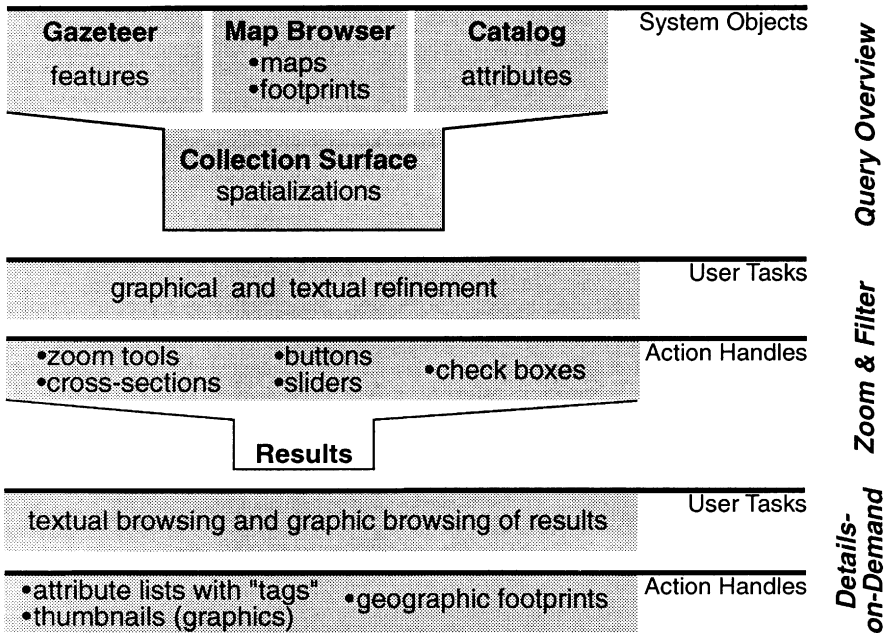 System Objects
Gazeteer
features
Map Browser
•maps
•footprints
Catalog
attributes
Collection Surface
spatializations
Query Overview
User Tasks
graphical and textual refinement
Action Handles
•zoom tools
•cross-sections
•buttons
•sliders
•check boxes
Results
Zoom & Filter
User Tasks
textual browsing and graphic browsing of results
Action Handles
•attribute lists with "tags"
•thumbnails (graphics)
•geographic footprints
Details-
on-Demand